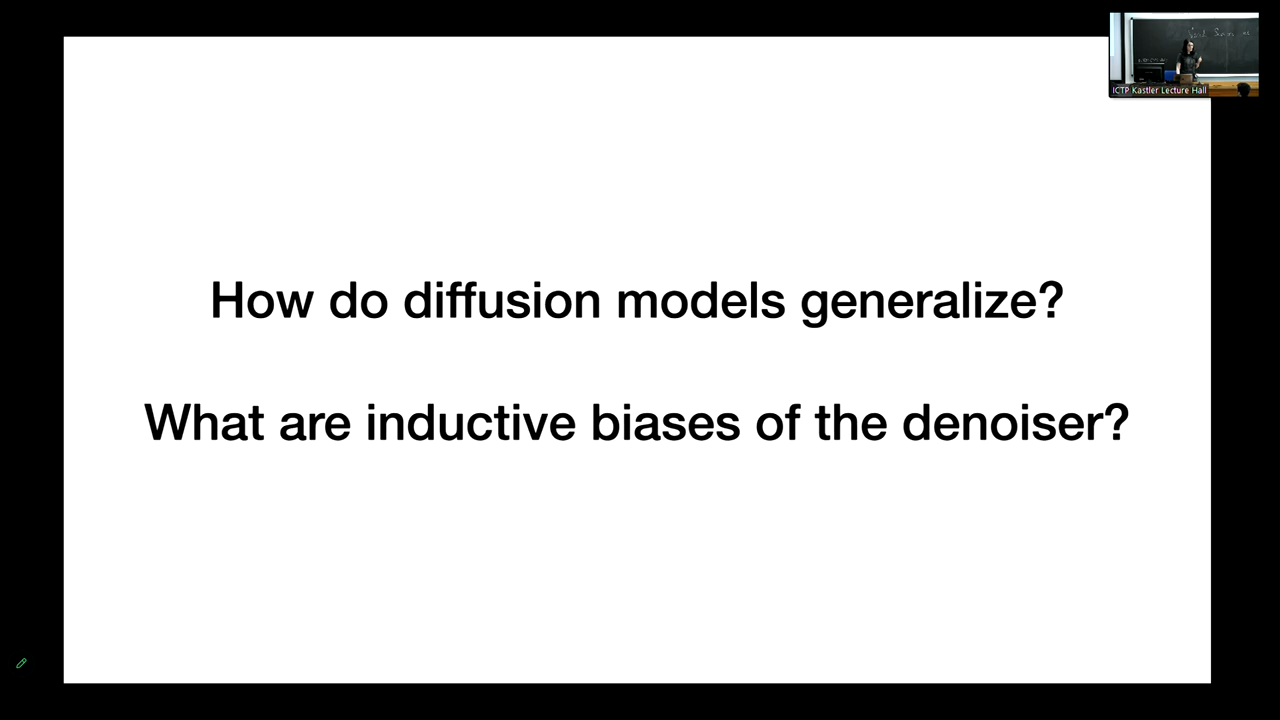 ICTP Kastler Lecture Hall
How do diffusion models generalize?
What are inductive biases of the denoiser?